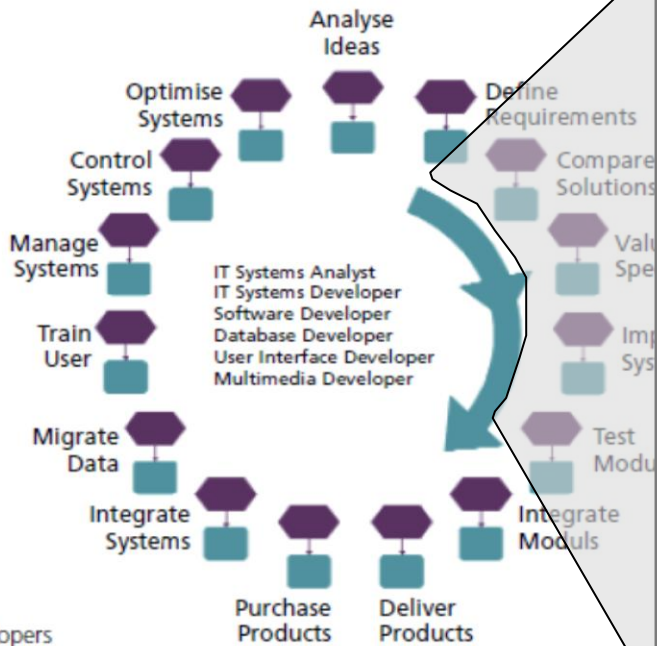 Analyse
Ideas
Define
Requirements
Compare
Solutions
Test
Integrate
Moduls
Deliver
Products
Purchase
Products
Integrate
Systems
Migrate
Data
Train
User
Manage
Systems
Control
Systems
Optimise
Systems
IT Systems Analyst
IT Systems Developer
Software Developer
Database Developer
User Interface Developer
Multimedia Developer